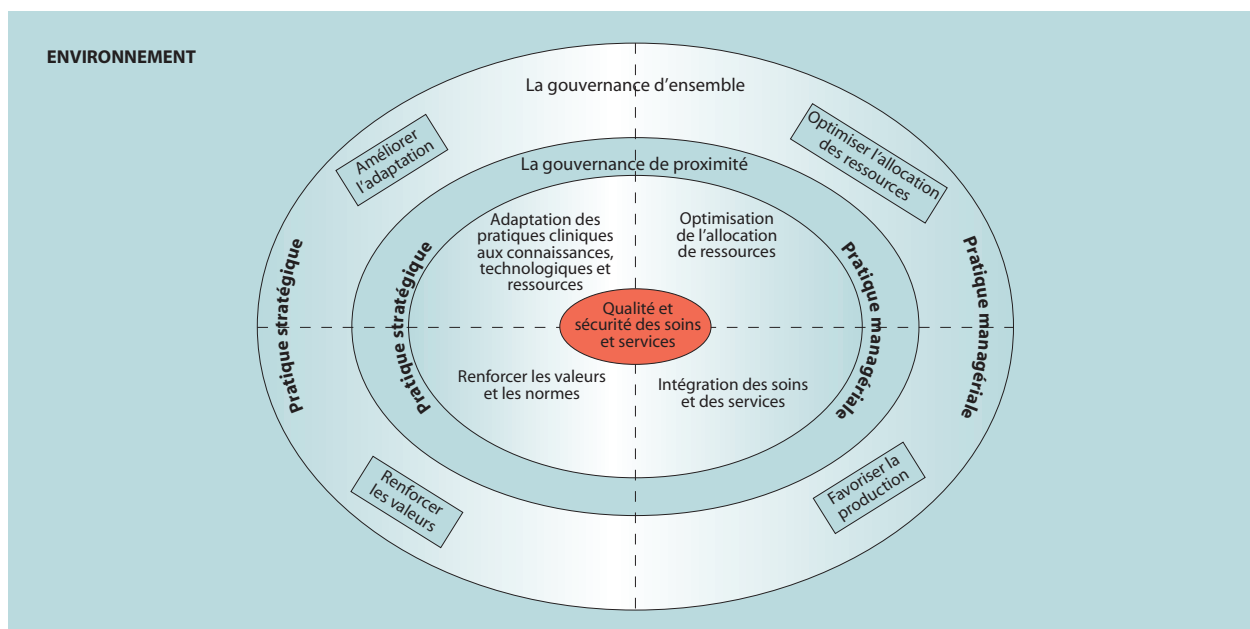 ENVIRONNEMENT
La gouvernance d'ensemble
Améliorer
l'adaptation
Optimiser l'allocation
des ressources
La gouvernance de proximité
Adaptation des
pratiques cliniques
aux connaissances,
technologiques et
ressources
Optimisation
de l'allocation
de ressources
Pratique stratégique
Pratique stratégique
Qualité et
sécurité des soins
et services
Pratique managériale
Pratique managériale
Renforcer les valeurs
et les normes
Intégration des soins
et des services
Renforcer
les valeurs
Favoriser la
production